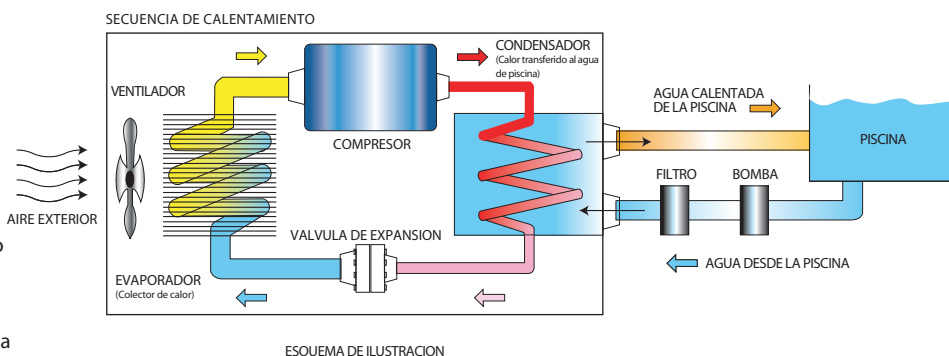 SECUENCIA DE CALENTAMIENTO
CONDENSADOR
(Calor transferido al agua
de piscina)
VENTILADOR
COMPRESOR
AGUA CALENTADA
DE LA PISCINA
PISCINA
FILTRO
BOMBA
AIRE EXTERIOR
o
VALVULA DE EXPANSION
AGUA DESDE LA PISCINA
EVAPORADOR
(Colector de calor)
a
ESQUEMA DE ILUSTRACION